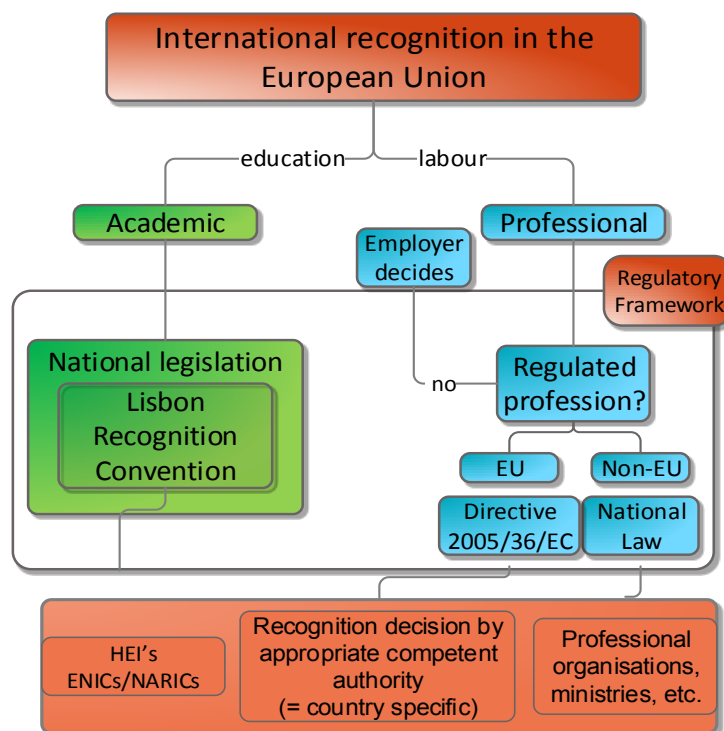 International recognition in the
European Union
education
labour
Academic
Professional
Employer
decides
Regulatory
Framework
National legislation
Lisbon
Recognition
Convention
no
Regulated
profession?
EU
Non-EU
Directive
2005/36/EC
National
Law
HEI's
ENICs/NARICs
Recognition decision by
appropriate competent
authority
(= country specific)
Professional
organisations,
ministries, etc.